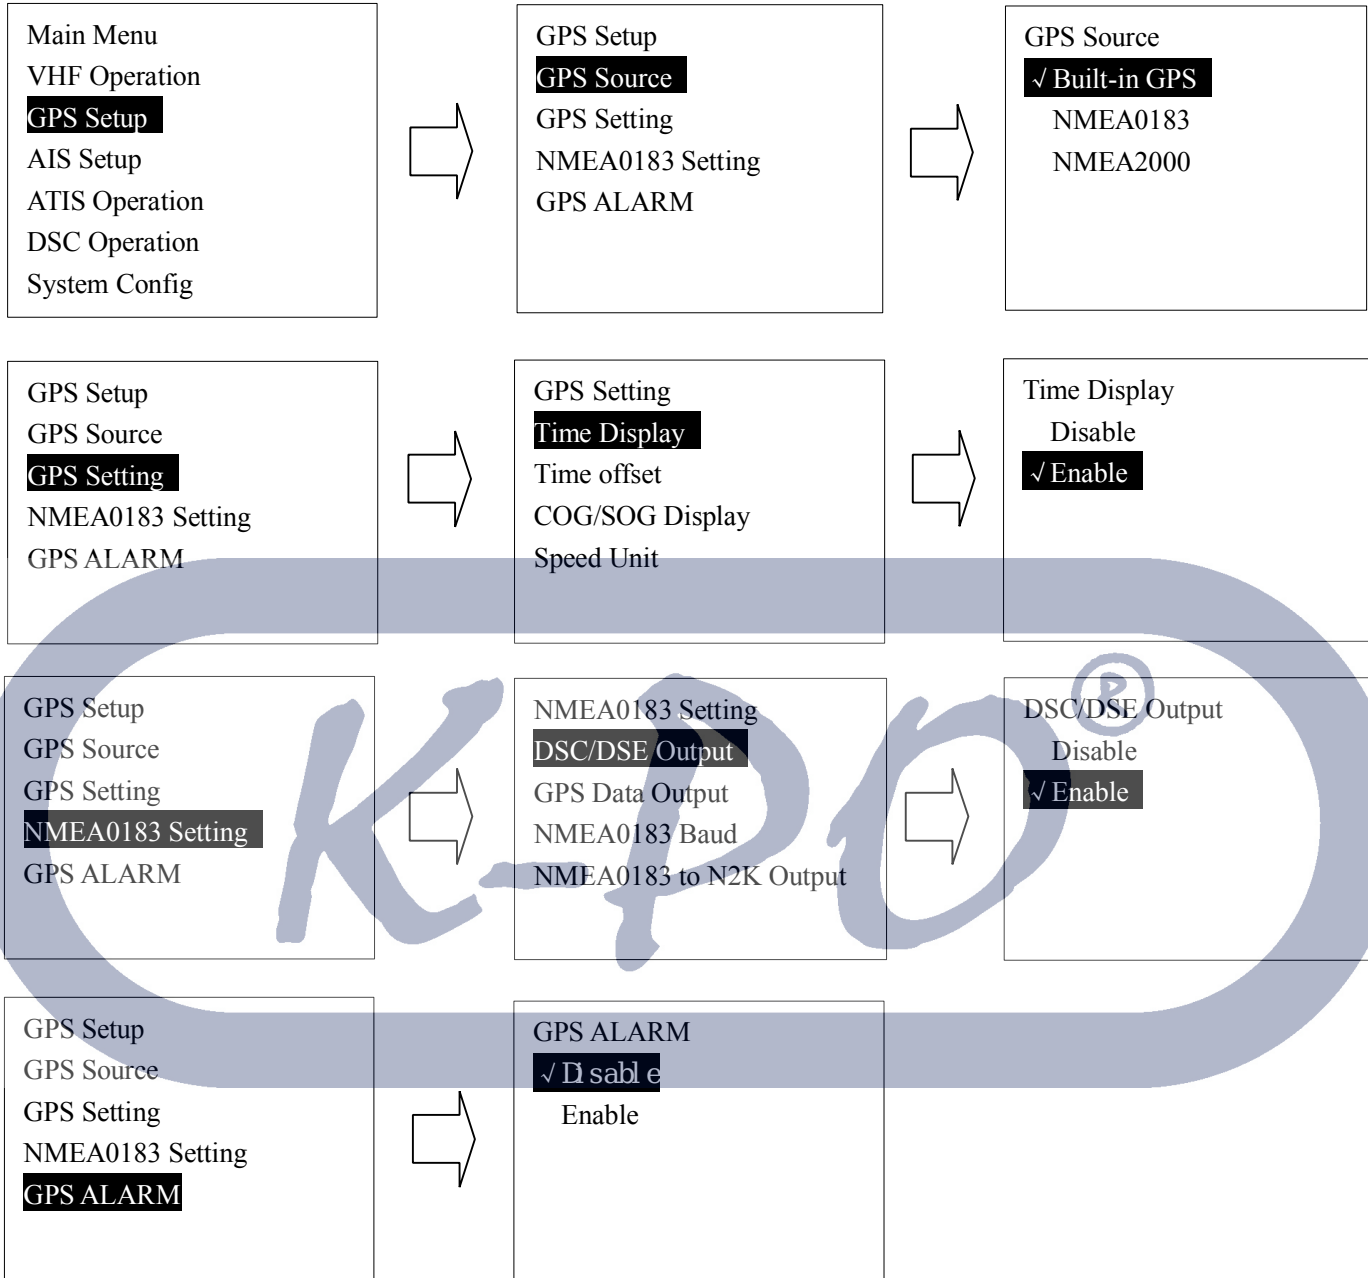 Main Menu
VHF Operation
GPS Setup
AIS Setup
ATIS Operation
DSC Operation
System Config
GPS Setup
GPS Source
GPS Setting
NMEA0183 Setting
GPS ALARM
GPS Source
√ Built-in GPS
NMEA0183
NMEA2000
GPS Setup
GPS Source
GPS Setting
NMEA0183 Setting
GPS ALARM
GPS Setting
Time Display
Time offset
COG/SOG Display
Speed Unit
Time Display
Disable
√ Enable
GPS Setup
GPS Source
GPS Setting
NMEA0183 Setting
GPS ALARM
NMEA0183 Setting
DSC/DSE Output
GPS Data Output
NMEA0183 Baud
NMEA0183 to N2K Output
DSC/DSE Output
Disable
√ Enable
K-PO®
GPS Setup
GPS Source
GPS Setting
NMEA0183 Setting
GPS ALARM
GPS ALARM
√ Disable
Enable